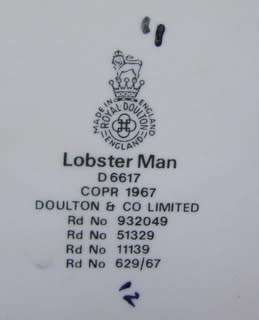 MADE IN ENGLAND
ROYAL DOULTON
ENGLAND
Lobster Man
D 6617
COPR 1967
DOULTON & CO LIMITED
Rd No 932049
Rd No 51329
Rd No 11139
Rd No 629/67